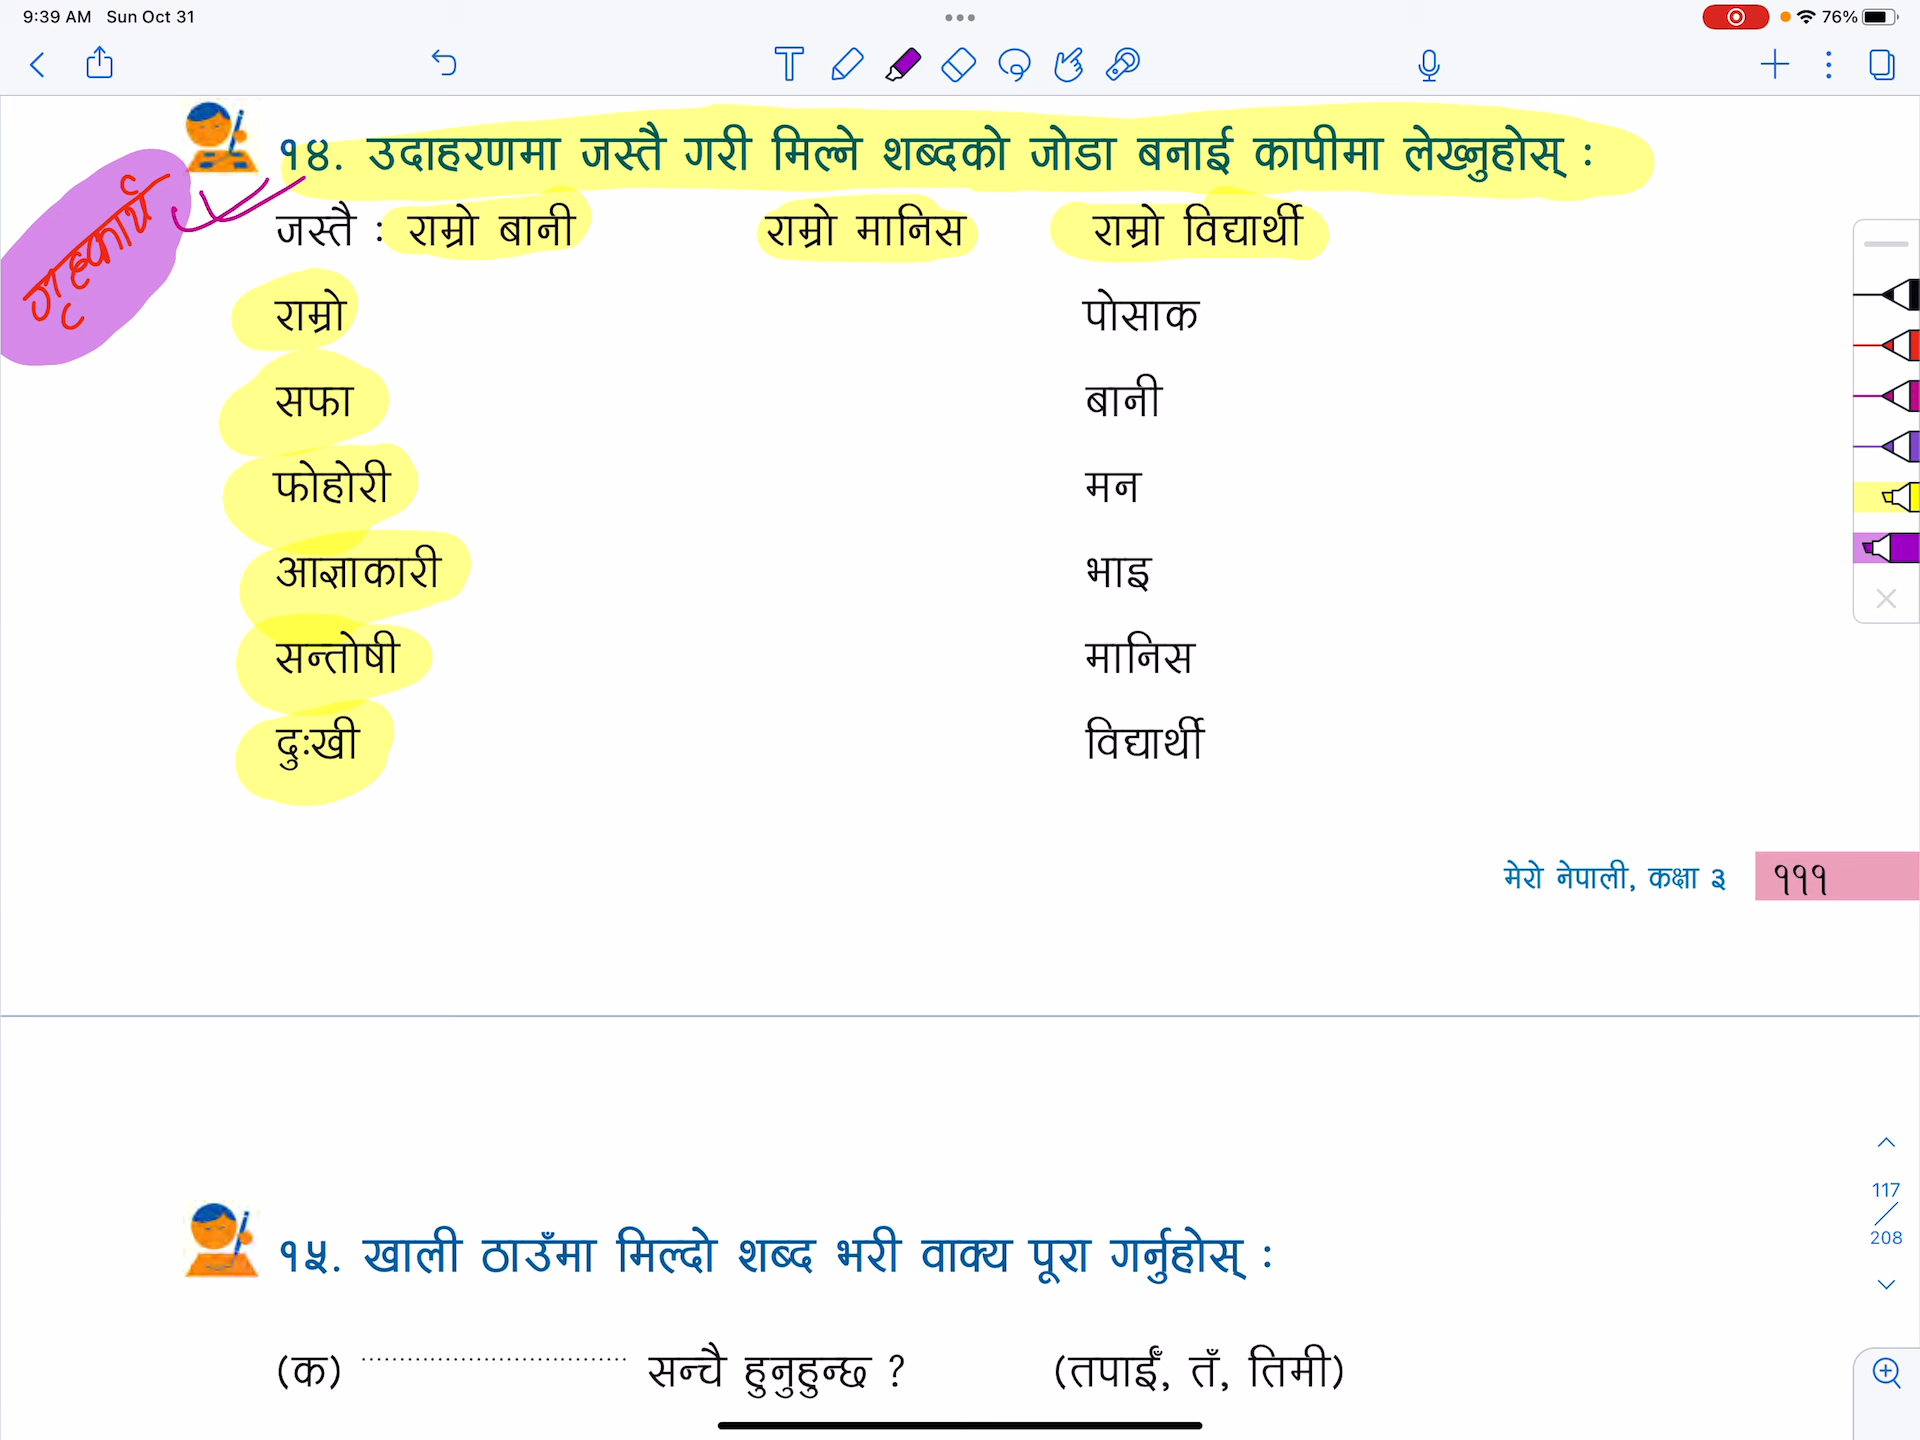 9:39 AM Sun Oct 31 76%
१४. उदाहरणमा जस्तै गरी मिल्ने शब्दको जोडा बनाई कापीमा लेख्नुहोस् :
गृहकार्य
जस्तै : राम्रो बानी राम्रो मानिस राम्रो विद्यार्थी
राम्रो पोसाक
सफा बानी
फोहोरी मन
आज्ञाकारी भाइ
सन्तोषी मानिस
दुःखी विद्यार्थी
मेरो नेपाली, कक्षा ३ १११
117
208
१५. खाली ठाउँमा मिल्दो शब्द भरी वाक्य पूरा गर्नुहोस् :
(क) ................................ सन्चै हुनुहुन्छ ? (तपाईँ, तँ, तिमी)